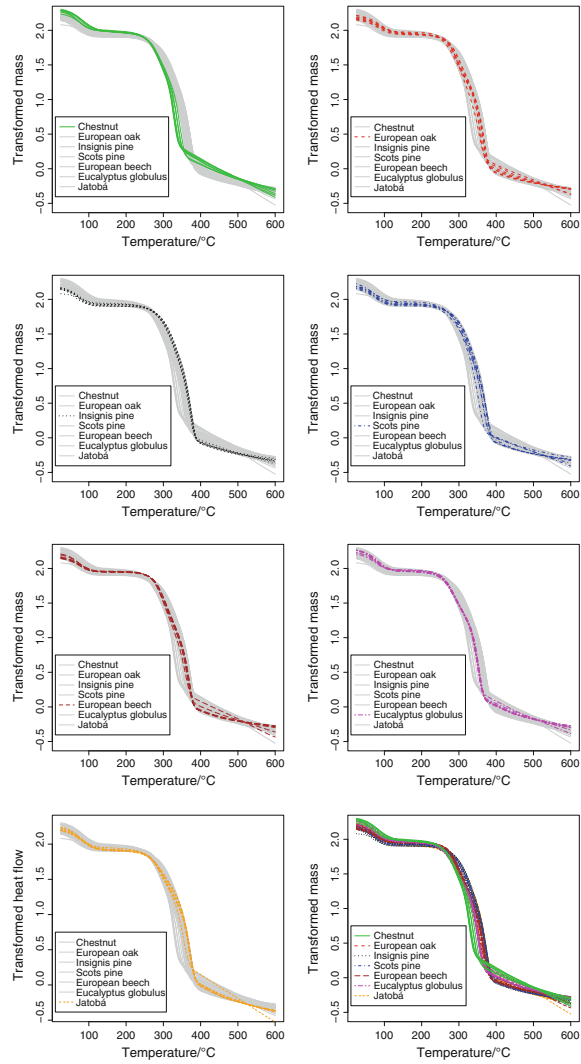 Transformed mass
2.0
1.5
1.0
0.5
0.0
−0.5
Chestnut
European oak
Insignis pine
Scots pine
European beech
Eucalyptus globulus
Jatobá
100 200 300 400 500 600
Temperature/°C
Transformed mass
2.0
1.5
1.0
0.5
0.0
−0.5
Chestnut
European oak
Insignis pine
Scots pine
European beech
Eucalyptus globulus
Jatobá
100 200 300 400 500 600
Temperature/°C
Transformed mass
2.0
1.5
1.0
0.5
0.0
−0.5
Chestnut
European oak
Insignis pine
Scots pine
European beech
Eucalyptus globulus
Jatobá
100 200 300 400 500 600
Temperature/°C
Transformed mass
2.0
1.5
1.0
0.5
0.0
−0.5
Chestnut
European oak
Insignis pine
Scots pine
European beech
Eucalyptus globulus
Jatobá
100 200 300 400 500 600
Temperature/°C
Transformed mass
2.0
1.5
1.0
0.5
0.0
−0.5
Chestnut
European oak
Insignis pine
Scots pine
European beech
Eucalyptus globulus
Jatobá
100 200 300 400 500 600
Temperature/°C
Transformed mass
2.0
1.5
1.0
0.5
0.0
−0.5
Chestnut
European oak
Insignis pine
Scots pine
European beech
Eucalyptus globulus
Jatobá
100 200 300 400 500 600
Temperature/°C
Transformed heat flow
2.0
1.5
1.0
0.5
0.0
−0.5
Chestnut
European oak
Insignis pine
Scots pine
European beech
Eucalyptus globulus
Jatobá
100 200 300 400 500 600
Temperature/°C
Transformed mass
2.0
1.5
1.0
0.5
0.0
−0.5
Chestnut
European oak
Insignis pine
Scots pine
European beech
Eucalyptus globulus
Jatobá
100 200 300 400 500 600
Temperature/°C